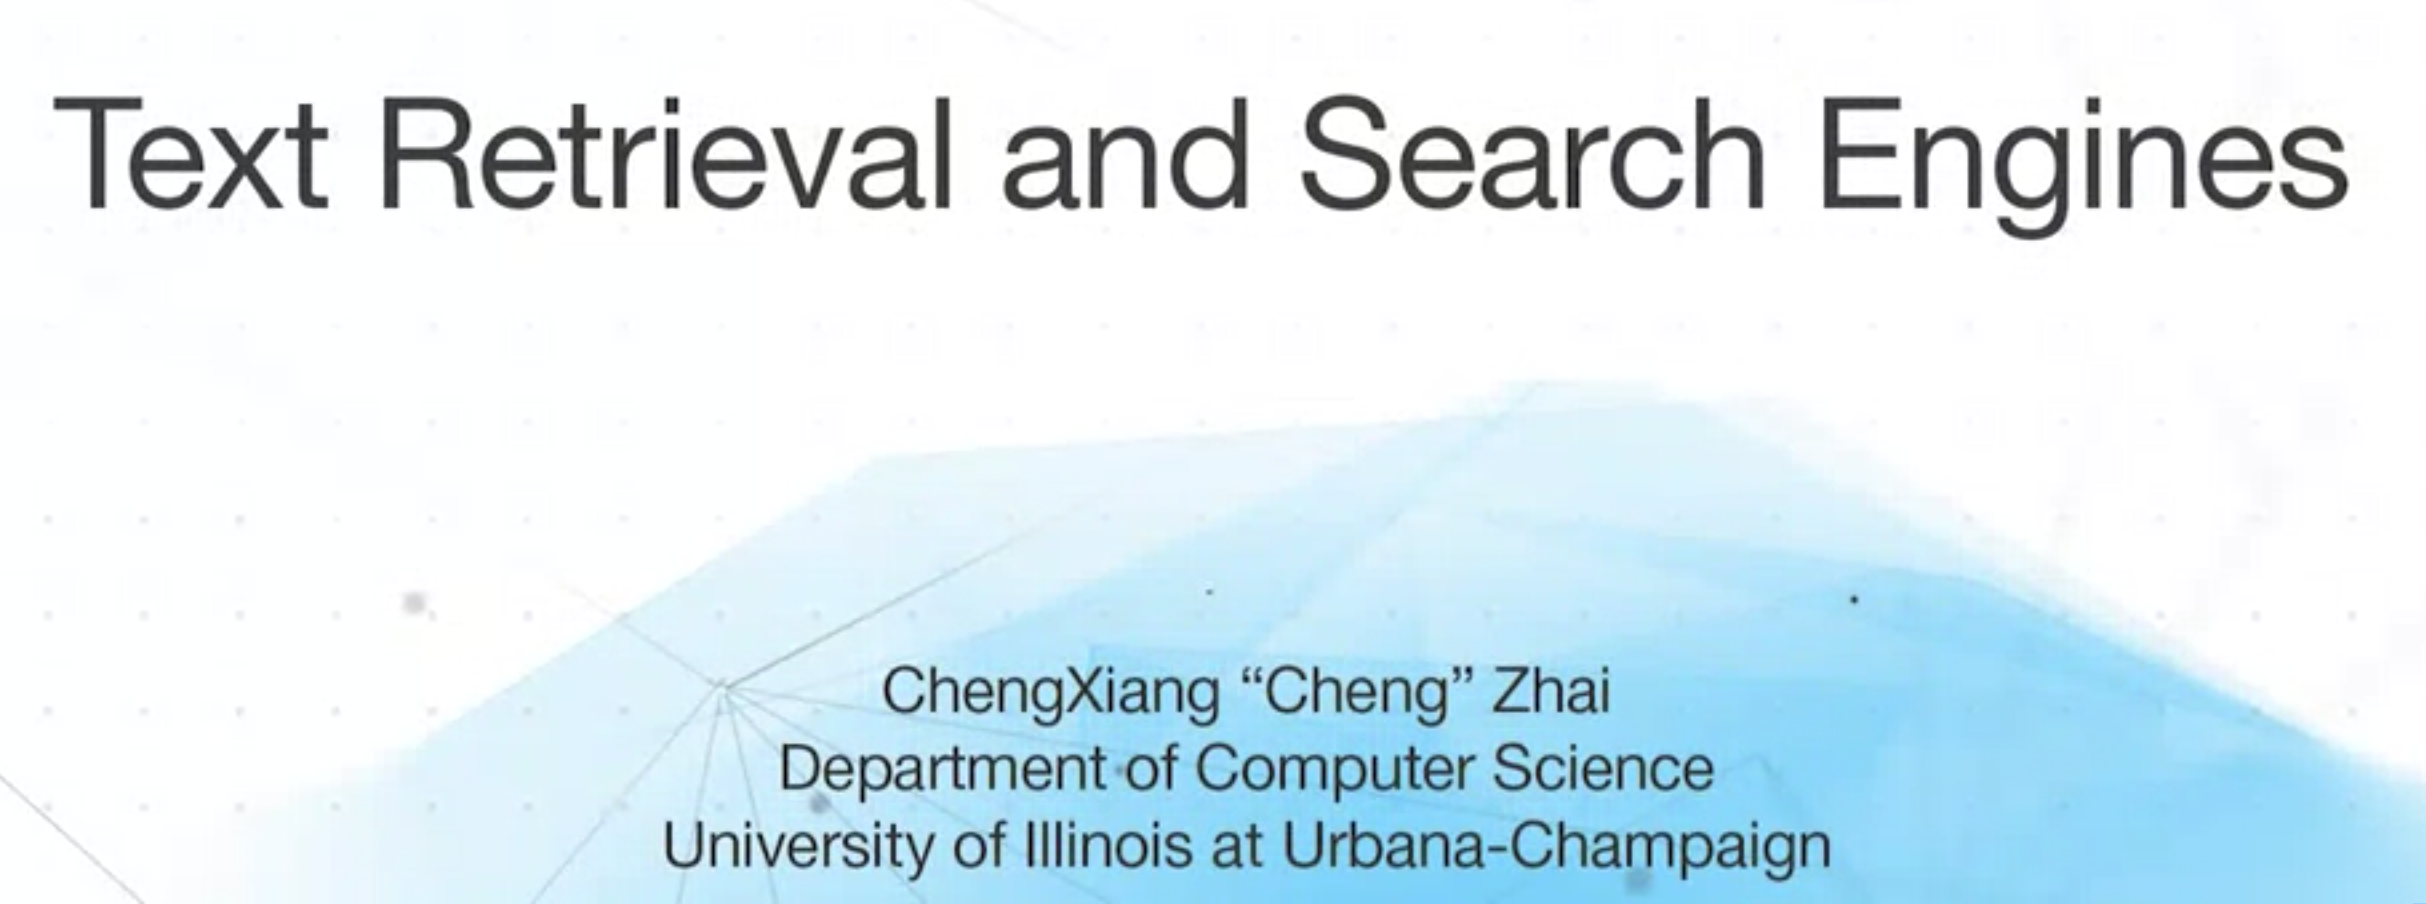 Text Retrieval and Search Engines
ChengXiang “Cheng” Zhai
Department of Computer Science
University of Illinois at Urbana-Champaign